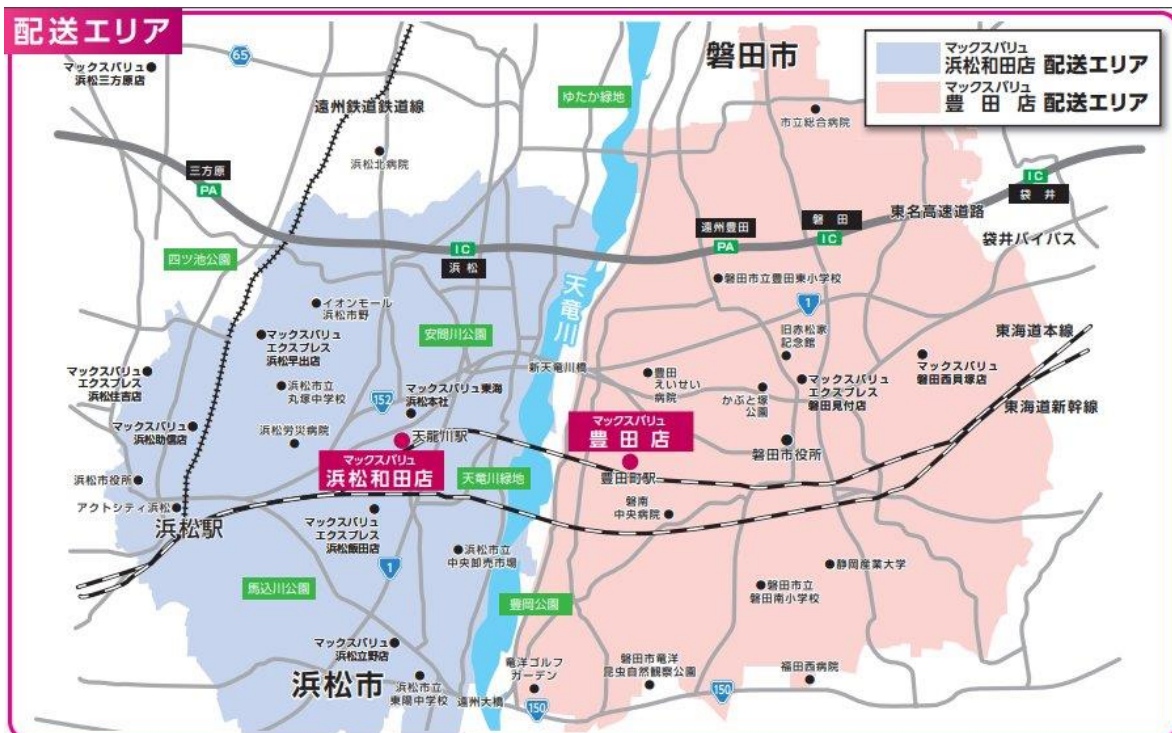 配送エリア
マックスバリュ
浜松和田店 配送エリア
マックスバリュ
豊田店 配送エリア
65
マックスバリュ
浜松三方原店
遠州鉄道鉄道線
浜松北病院
ゆたか緑地
磐田市
市立総合病院
三方原
PA
IC
浜松
遠州豊田
PA
磐田
IC
東名高速道路
IC
袋井
袋井バイパス
四ツ池公園
天竜川
イオンモール
浜松市野
安間川公園
磐田市立豊田東小学校
1
旧赤松家
記念館
東海道本線
マックスバリュ
エクスプレス
浜松早出店
マックスバリュ
エクスプレス
浜松住吉店
浜松市立
丸塚中学校
152
マックスバリュ東海
浜松本社
新天竜川橋
豊田
えいせい
病院
かぶと塚
公園
マックスバリュ
エクスプレス
磐田見付店
マックスバリュ
磐田西貝塚店
東海道新幹線
マックスバリュ
浜松助信店
浜松労災病院
天龍川駅
マックスバリュ
浜松和田店
マックスバリュ
豊田店
豊田町駅
磐田市役所
浜松市役所
アクトシティ浜松
浜松駅
天竜川緑地
磐南
中央病院
マックスバリュ
エクスプレス
浜松飯田店
1
浜松市立
中央卸売市場
馬込川公園
豊岡公園
静岡産業大学
磐田市立
磐田南小学校
マックスバリュ
浜松立野店
浜松市
浜松市立
東陽中学校
遠州大橋
竜洋ゴルフ
ガーデン
150
磐田市竜洋
昆虫自然観察公園
150
福田西病院